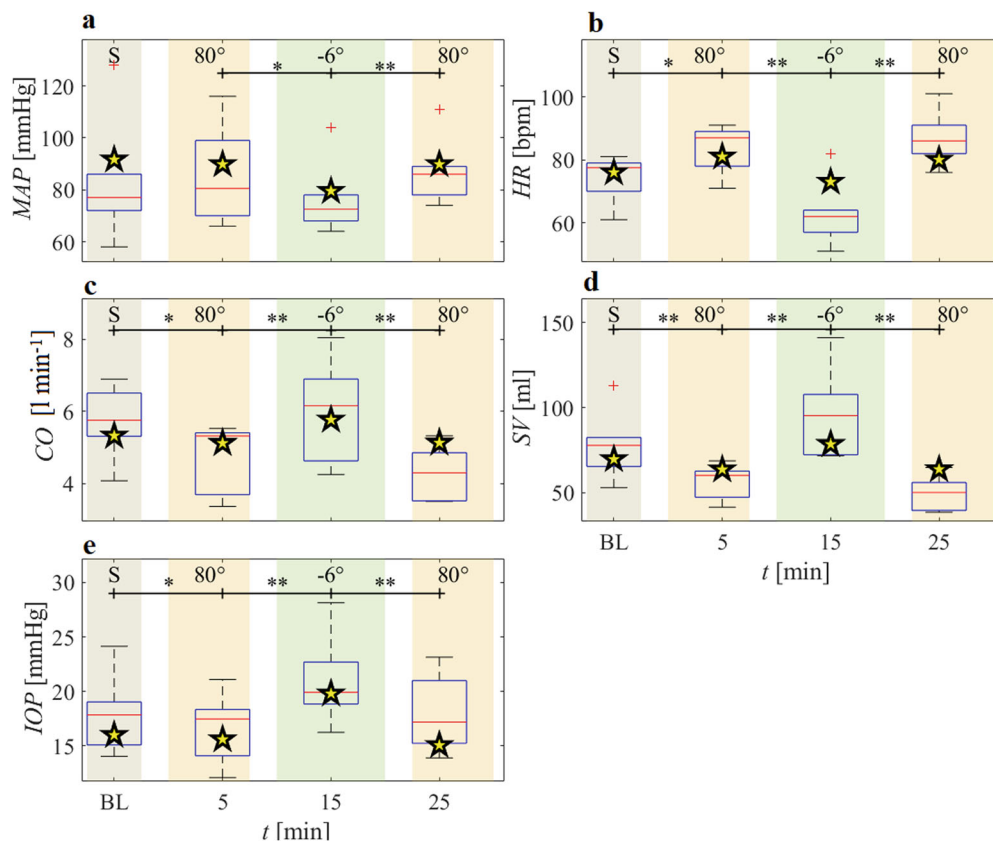 a
S 80° -6° 80°
* **
MAP [mmHg]
120
100
80
60
b
S 80° -6° 80°
* ** **
HR [bpm]
100
80
60
c
S 80° -6° 80°
* ** **
CO [l min-1]
8
6
4
d
S 80° -6° 80°
** ** **
SV [ml]
150
100
50
BL 5 15 25
t [min]
e
S 80° -6° 80°
* ** **
IOP [mmHg]
30
25
20
15
BL 5 15 25
t [min]